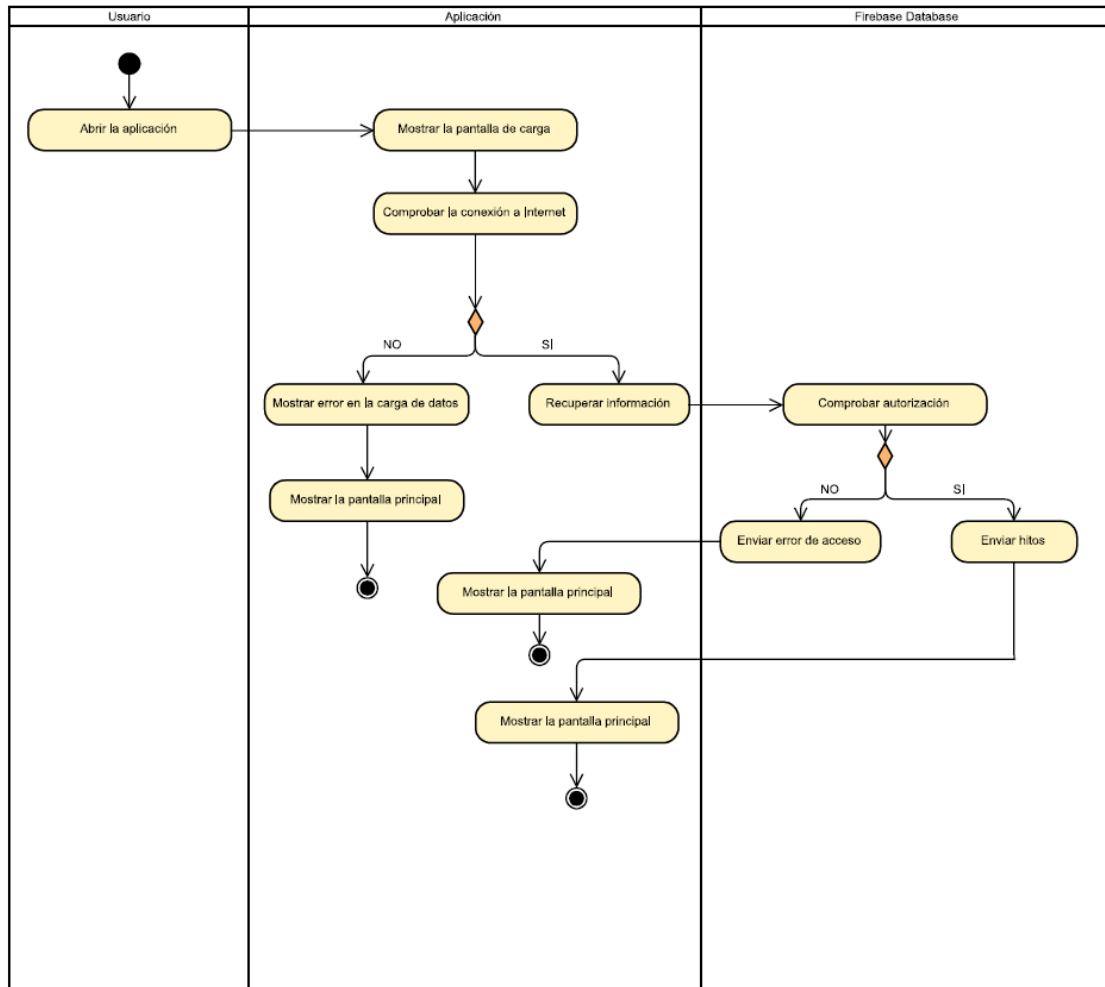 Usuario
Aplicación
Firebase Database
Abrir la aplicación
Mostrar la pantalla de carga
Comprobar la conexión a Internet
NO
SÍ
Mostrar error en la carga de datos
Recuperar información
Comprobar autorización
Mostrar la pantalla principal
NO
SÍ
Enviar error de acceso
Enviar hitos
Mostrar la pantalla principal
Mostrar la pantalla principal